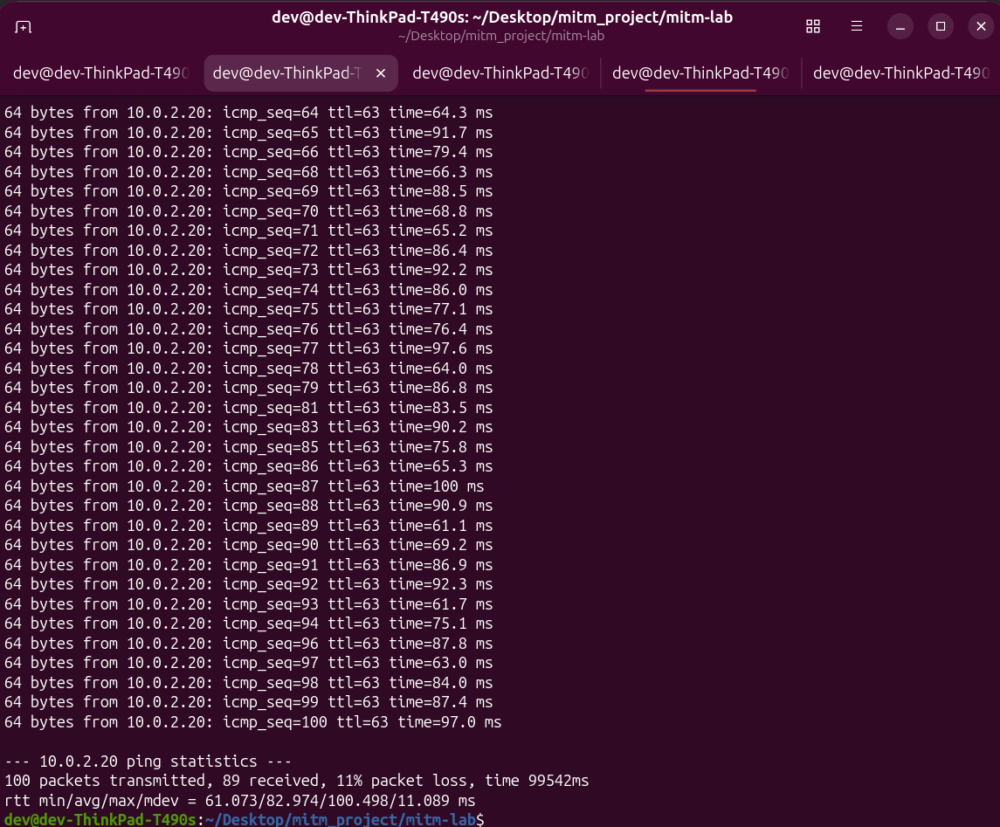 dev@dev-ThinkPad-T490s: ~/Desktop/mitm_project/mitm-lab
~/Desktop/mitm_project/mitm-lab
dev@dev-ThinkPad-T490 dev@dev-ThinkPad-T dev@dev-ThinkPad-T490 dev@dev-ThinkPad-T490 dev@dev-ThinkPad-T490
64 bytes from 10.0.2.20: icmp_seq=64 ttl=63 time=64.3 ms
64 bytes from 10.0.2.20: icmp_seq=65 ttl=63 time=91.7 ms
64 bytes from 10.0.2.20: icmp_seq=66 ttl=63 time=79.4 ms
64 bytes from 10.0.2.20: icmp_seq=68 ttl=63 time=66.3 ms
64 bytes from 10.0.2.20: icmp_seq=69 ttl=63 time=88.5 ms
64 bytes from 10.0.2.20: icmp_seq=70 ttl=63 time=68.8 ms
64 bytes from 10.0.2.20: icmp_seq=71 ttl=63 time=65.2 ms
64 bytes from 10.0.2.20: icmp_seq=72 ttl=63 time=86.4 ms
64 bytes from 10.0.2.20: icmp_seq=73 ttl=63 time=92.2 ms
64 bytes from 10.0.2.20: icmp_seq=74 ttl=63 time=86.0 ms
64 bytes from 10.0.2.20: icmp_seq=75 ttl=63 time=77.1 ms
64 bytes from 10.0.2.20: icmp_seq=76 ttl=63 time=76.4 ms
64 bytes from 10.0.2.20: icmp_seq=77 ttl=63 time=97.6 ms
64 bytes from 10.0.2.20: icmp_seq=78 ttl=63 time=64.0 ms
64 bytes from 10.0.2.20: icmp_seq=79 ttl=63 time=86.8 ms
64 bytes from 10.0.2.20: icmp_seq=81 ttl=63 time=83.5 ms
64 bytes from 10.0.2.20: icmp_seq=83 ttl=63 time=90.2 ms
64 bytes from 10.0.2.20: icmp_seq=85 ttl=63 time=75.8 ms
64 bytes from 10.0.2.20: icmp_seq=86 ttl=63 time=65.3 ms
64 bytes from 10.0.2.20: icmp_seq=87 ttl=63 time=100 ms
64 bytes from 10.0.2.20: icmp_seq=88 ttl=63 time=90.9 ms
64 bytes from 10.0.2.20: icmp_seq=89 ttl=63 time=61.1 ms
64 bytes from 10.0.2.20: icmp_seq=90 ttl=63 time=69.2 ms
64 bytes from 10.0.2.20: icmp_seq=91 ttl=63 time=86.9 ms
64 bytes from 10.0.2.20: icmp_seq=92 ttl=63 time=92.3 ms
64 bytes from 10.0.2.20: icmp_seq=93 ttl=63 time=61.7 ms
64 bytes from 10.0.2.20: icmp_seq=94 ttl=63 time=75.1 ms
64 bytes from 10.0.2.20: icmp_seq=96 ttl=63 time=87.8 ms
64 bytes from 10.0.2.20: icmp_seq=97 ttl=63 time=63.0 ms
64 bytes from 10.0.2.20: icmp_seq=98 ttl=63 time=84.0 ms
64 bytes from 10.0.2.20: icmp_seq=99 ttl=63 time=87.4 ms
64 bytes from 10.0.2.20: icmp_seq=100 ttl=63 time=97.0 ms
--- 10.0.2.20 ping statistics ---
100 packets transmitted, 89 received, 11% packet loss, time 99542ms
rtt min/avg/max/mdev = 61.073/82.974/100.498/11.089 ms
dev@dev-ThinkPad-T490s:~/Desktop/mitm_project/mitm-lab$